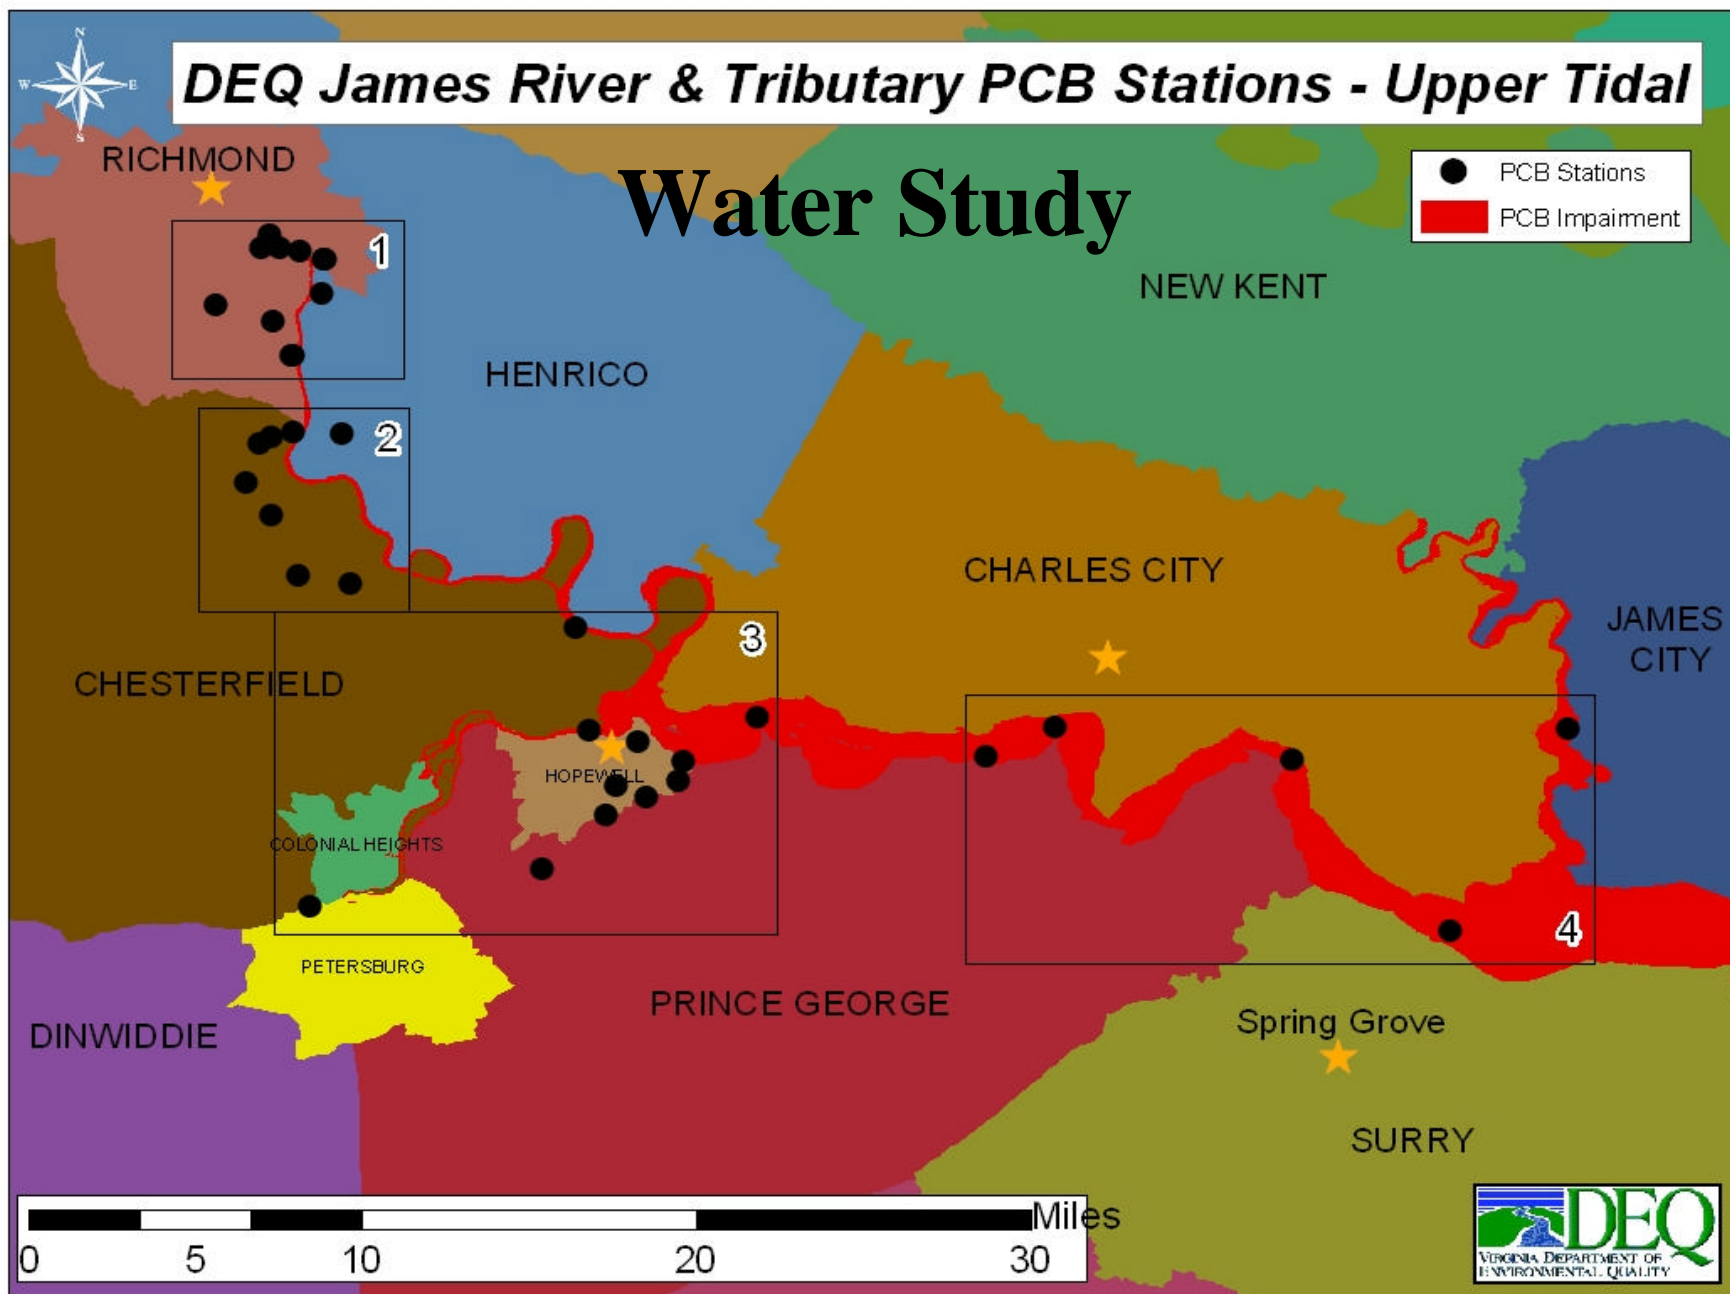 N
W E
S
DEQ James River & Tributary PCB Stations - Upper Tidal
Water Study
RICHMOND
PCB Stations
PCB Impairment
1
NEW KENT
HENRICO
2
CHARLES CITY
JAMES
CITY
3
CHESTERFIELD
HOPEWELL
COLONIAL HEIGHTS
4
PETERSBURG
PRINCE GEORGE
DINWIDDIE
Spring Grove
SURRY
Miles
0 5 10 20 30
DEQ
VIRGINIA DEPARTMENT OF
ENVIRONMENTAL QUALITY